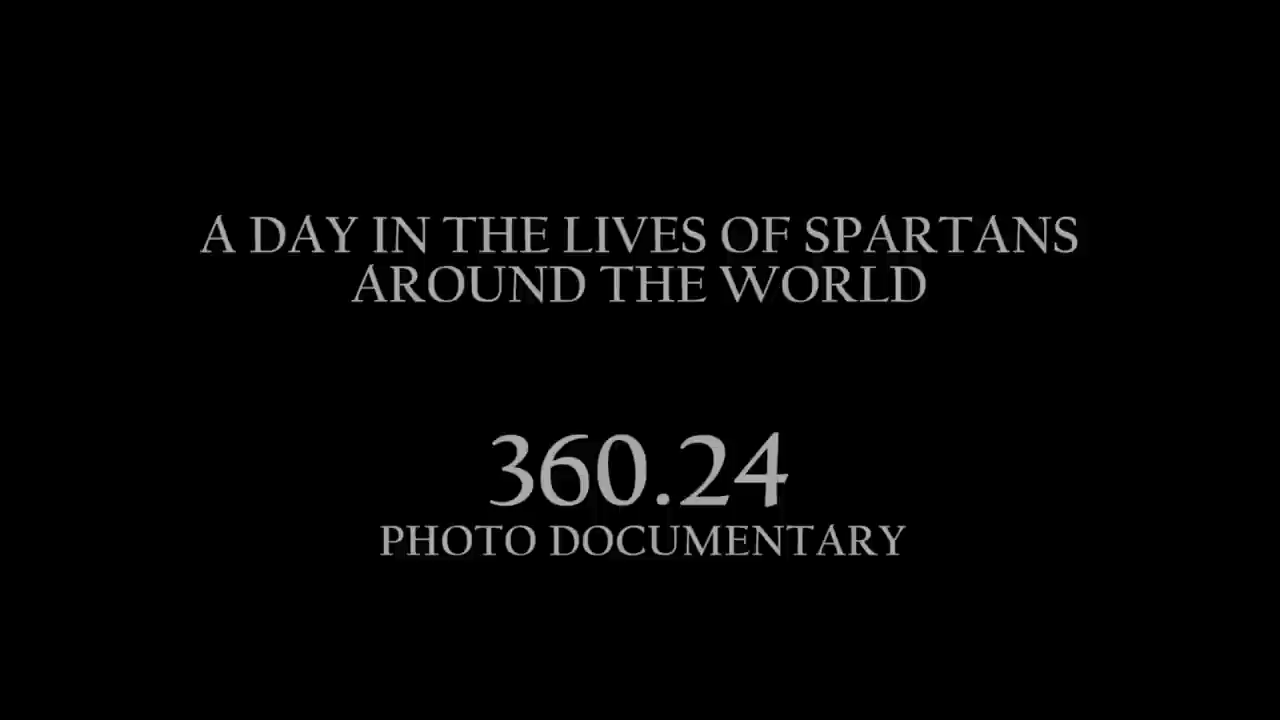 A DAY IN THE LIVES OF SPARTANS
AROUND THE WORLD
360.24
PHOTO DOCUMENTARY